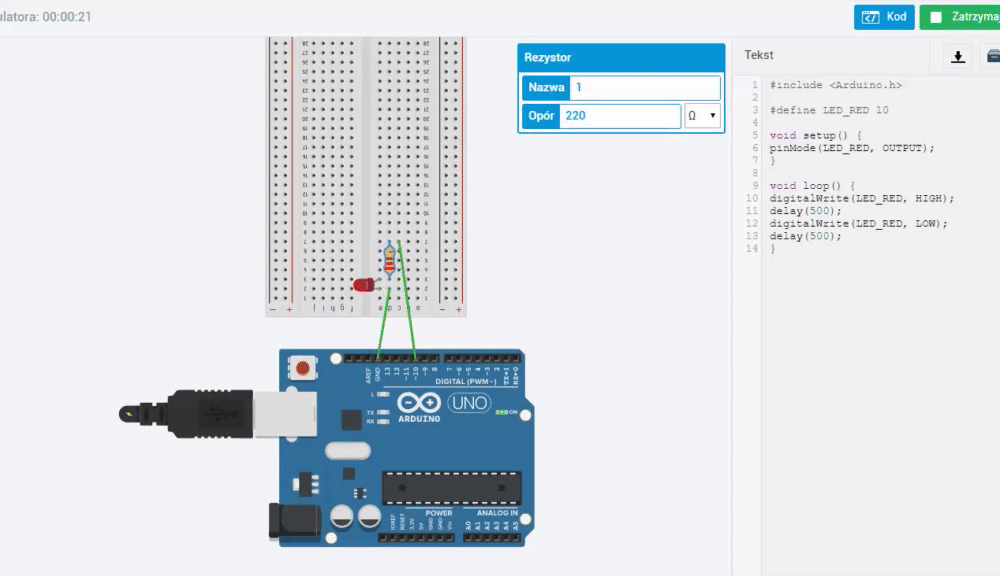 ulatora: 00:00:21
Kod
Zatrzyma
Rezystor
Nazwa 1
Opór 220 Ω
Tekst
1 #include <Arduino.h>
2
3 #define LED_RED 10
4
5 void setup() {
6 pinMode(LED_RED, OUTPUT);
7 }
8
9 void loop() {
10 digitalWrite(LED_RED, HIGH);
11 delay(500);
12 digitalWrite(LED_RED, LOW);
13 delay(500);
14 }
j i h g f e d c a
AREF GND 13 12 ~11 ~10 ~9 8 7 ~6 ~5 4 ~3 2 TX→1 RX←0
DIGITAL (PWM ~)
L
TX
RX
ARDUINO
UNO
ON
POWER
ANALOG IN
IOREF RESET 3.3V 5V GND GND Vin A0 A1 A2 A3 A4 A5